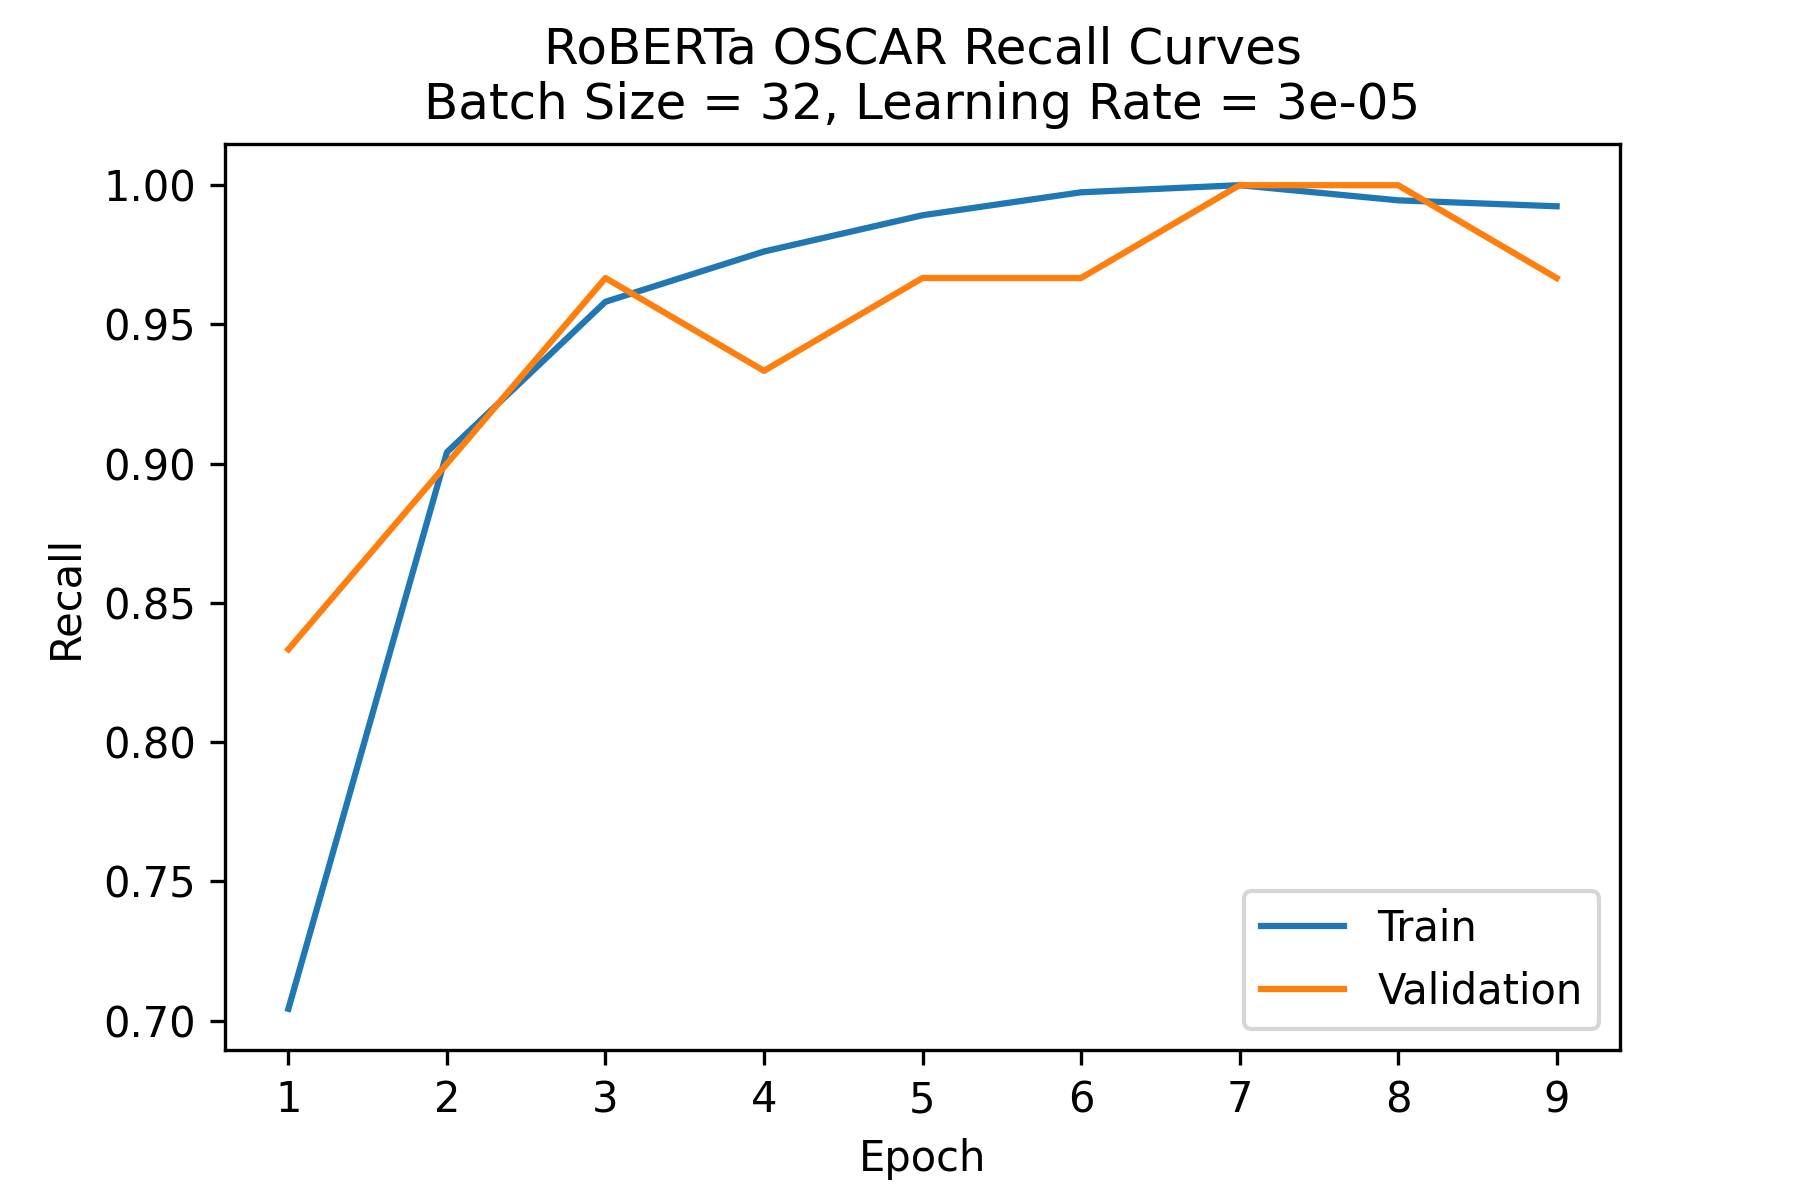 RoBERTa OSCAR Recall Curves
Batch Size = 32, Learning Rate = 3e-05
1.00
0.95
0.90
0.85
0.80
0.75
0.70
Recall
Train
Validation
1 2 3 4 5 6 7 8 9
Epoch